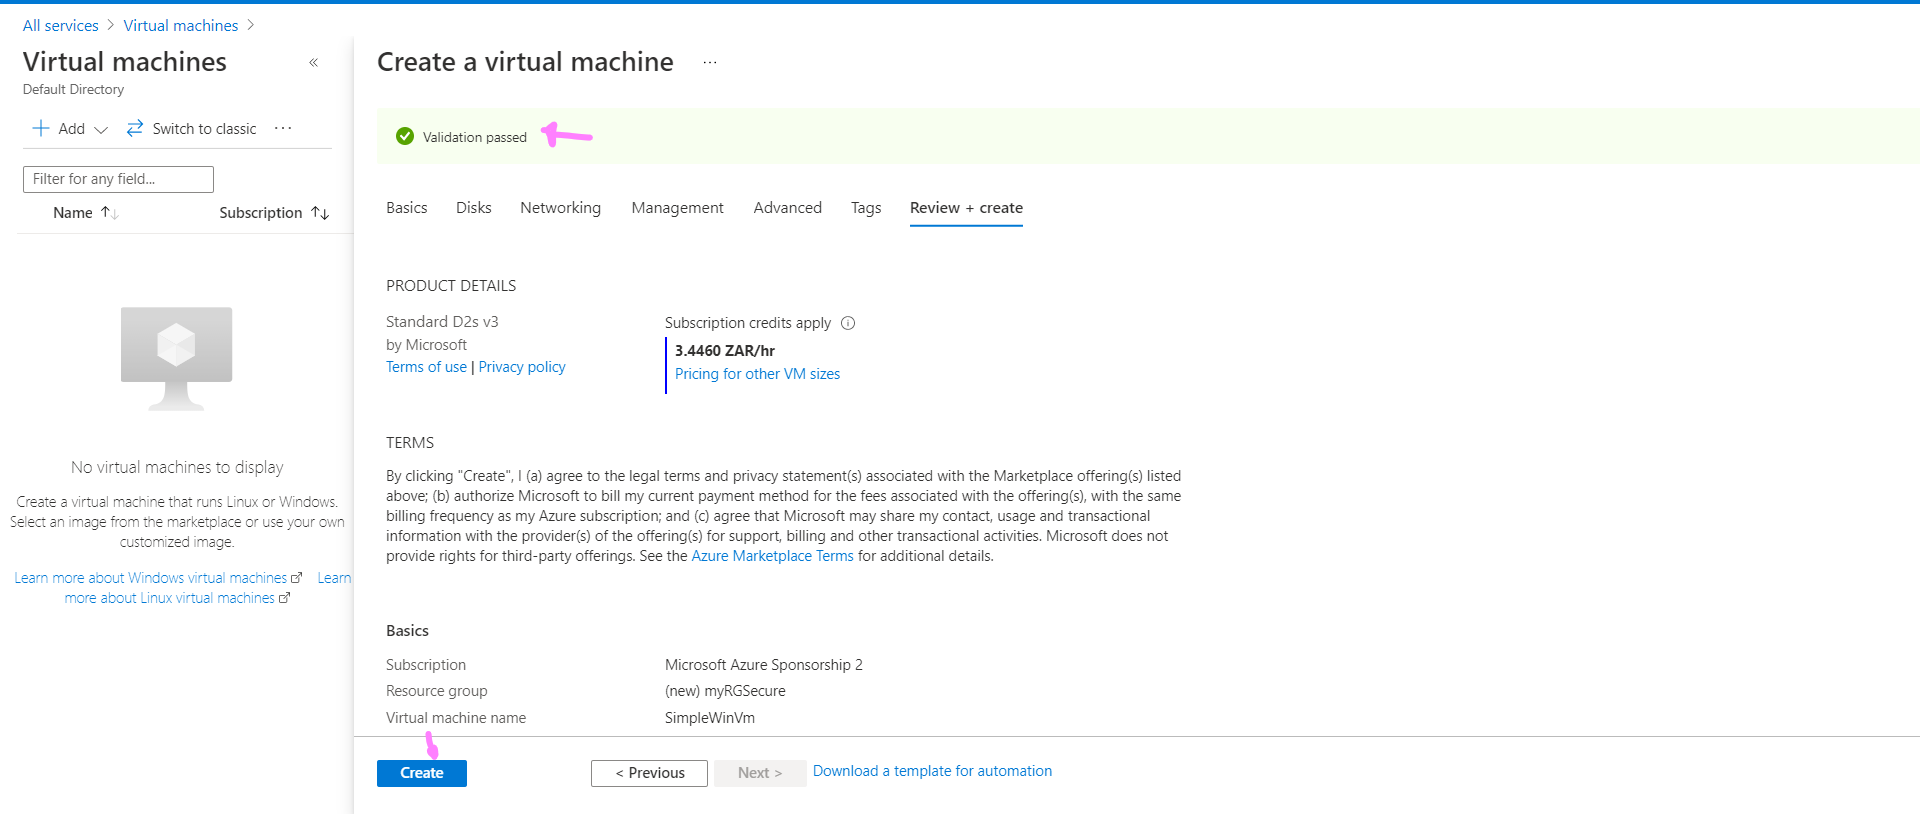 All services > Virtual machines >
Virtual machines «
Default Directory
+ Add Switch to classic ...
Filter for any field...
Name ↑↓ Subscription ↑↓
No virtual machines to display
Create a virtual machine that runs Linux or Windows.
Select an image from the marketplace or use your own
customized image.
Learn more about Windows virtual machines Learn
more about Linux virtual machines
Create a virtual machine ...
Validation passed
Basics Disks Networking Management Advanced Tags Review + create
PRODUCT DETAILS
Standard D2s v3
by Microsoft
Terms of use | Privacy policy
Subscription credits apply
3.4460 ZAR/hr
Pricing for other VM sizes
TERMS
By clicking "Create", I (a) agree to the legal terms and privacy statement(s) associated with the Marketplace offering(s) listed
above; (b) authorize Microsoft to bill my current payment method for the fees associated with the offering(s), with the same
billing frequency as my Azure subscription; and (c) agree that Microsoft may share my contact, usage and transactional
information with the provider(s) of the offering(s) for support, billing and other transactional activities. Microsoft does not
provide rights for third-party offerings. See the Azure Marketplace Terms for additional details.
Basics
Subscription Microsoft Azure Sponsorship 2
Resource group (new) myRGSecure
Virtual machine name SimpleWinVm
Create < Previous Next > Download a template for automation